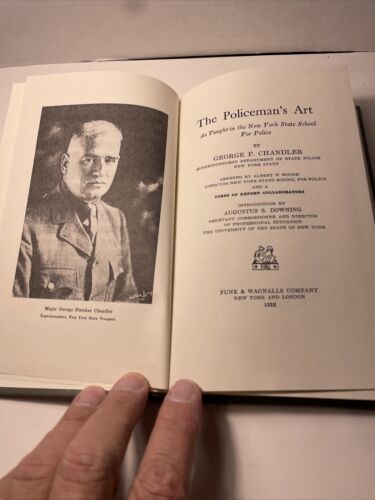 Major George Fletcher Chandler
Superintendent, New York State Troopers
The Policeman's Art
As Taught in the New York State School
For Police
BY
GEORGE F. CHANDLER
SUPERINTENDENT DEPARTMENT OF STATE POLICE
NEW YORK STATE
ASSISTED BY ALBERT B. MOORE
DIRECTOR NEW YORK STATE SCHOOL FOR POLICE
AND A
CORPS OF EXPERT COLLABORATORS
INTRODUCTION BY
AUGUSTUS S. DOWNING
ASSISTANT COMMISSIONER AND DIRECTOR
OF PROFESSIONAL EDUCATION
THE UNIVERSITY OF THE STATE OF NEW YORK
FUNK & WAGNALLS COMPANY
NEW YORK AND LONDON
1922